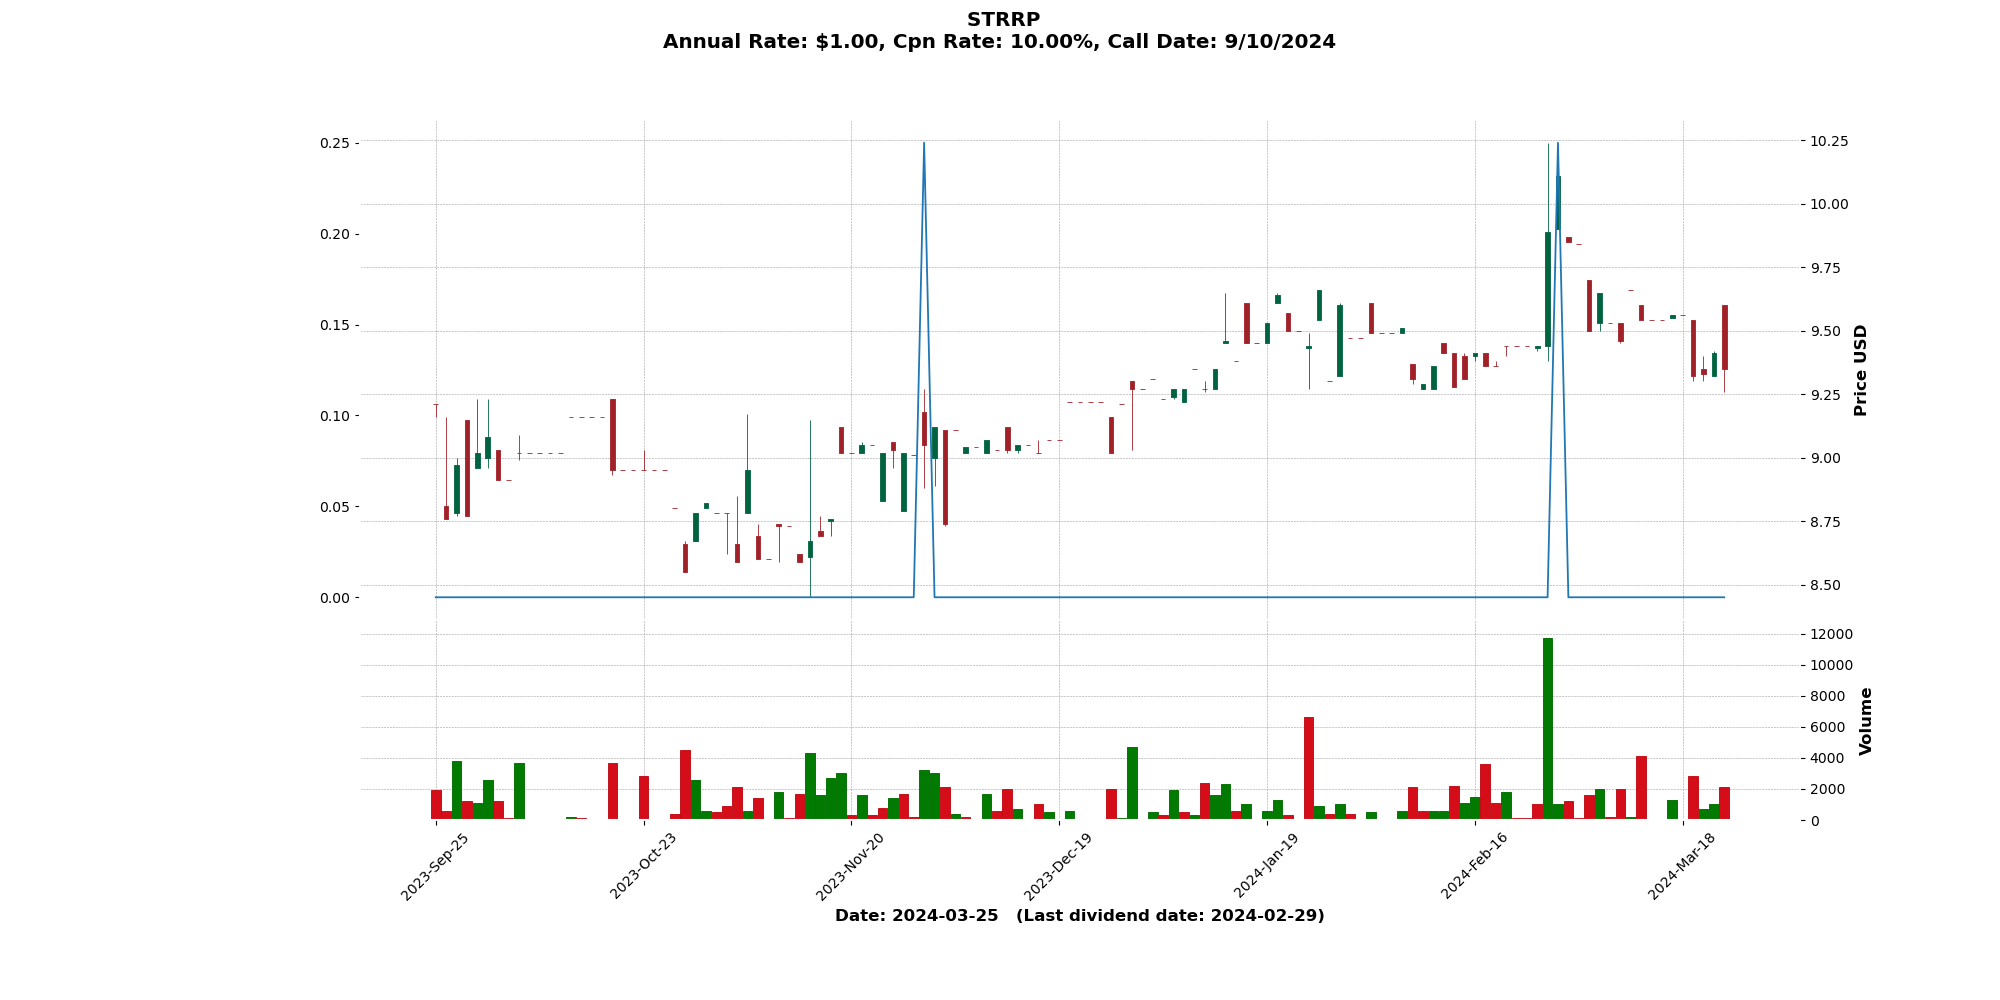 STRRP
Annual Rate: $1.00, Cpn Rate: 10.00%, Call Date: 9/10/2024
0.25
0.20
0.15
0.10
0.05
0.00
10.25
10.00
9.75
9.50
9.25
9.00
8.75
8.50
Price USD
12000
10000
8000
6000
4000
2000
0
Volume
2023-Sep-25
2023-Oct-23
2023-Nov-20
2023-Dec-19
2024-Jan-19
2024-Feb-16
2024-Mar-18
Date: 2024-03-25 (Last dividend date: 2024-02-29)